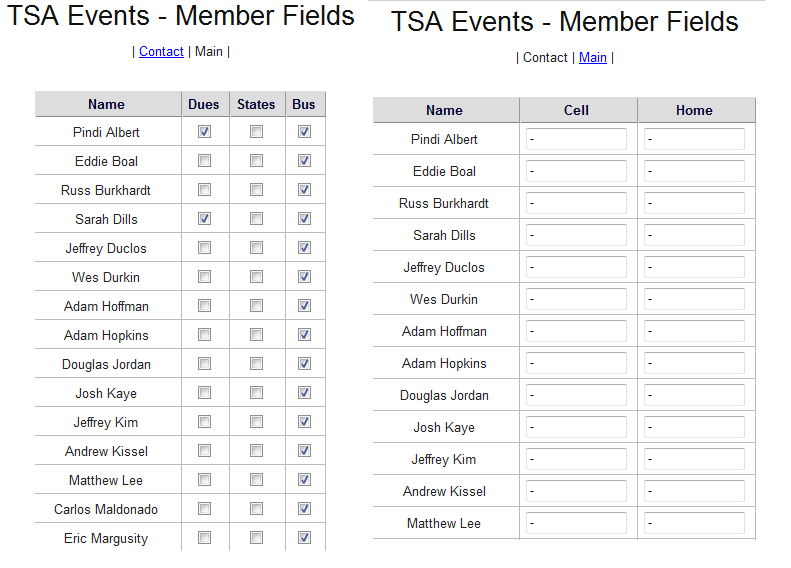 TSA Events - Member Fields
| Contact | Main |
Name Dues States Bus
Pindi Albert
Eddie Boal
Russ Burkhardt
Sarah Dills
Jeffrey Duclos
Wes Durkin
Adam Hoffman
Adam Hopkins
Douglas Jordan
Josh Kaye
Jeffrey Kim
Andrew Kissel
Matthew Lee
Carlos Maldonado
Eric Margusity
TSA Events - Member Fields
| Contact | Main |
Name Cell Home
Pindi Albert - -
Eddie Boal - -
Russ Burkhardt - -
Sarah Dills - -
Jeffrey Duclos - -
Wes Durkin - -
Adam Hoffman - -
Adam Hopkins - -
Douglas Jordan - -
Josh Kaye - -
Jeffrey Kim - -
Andrew Kissel - -
Matthew Lee - -